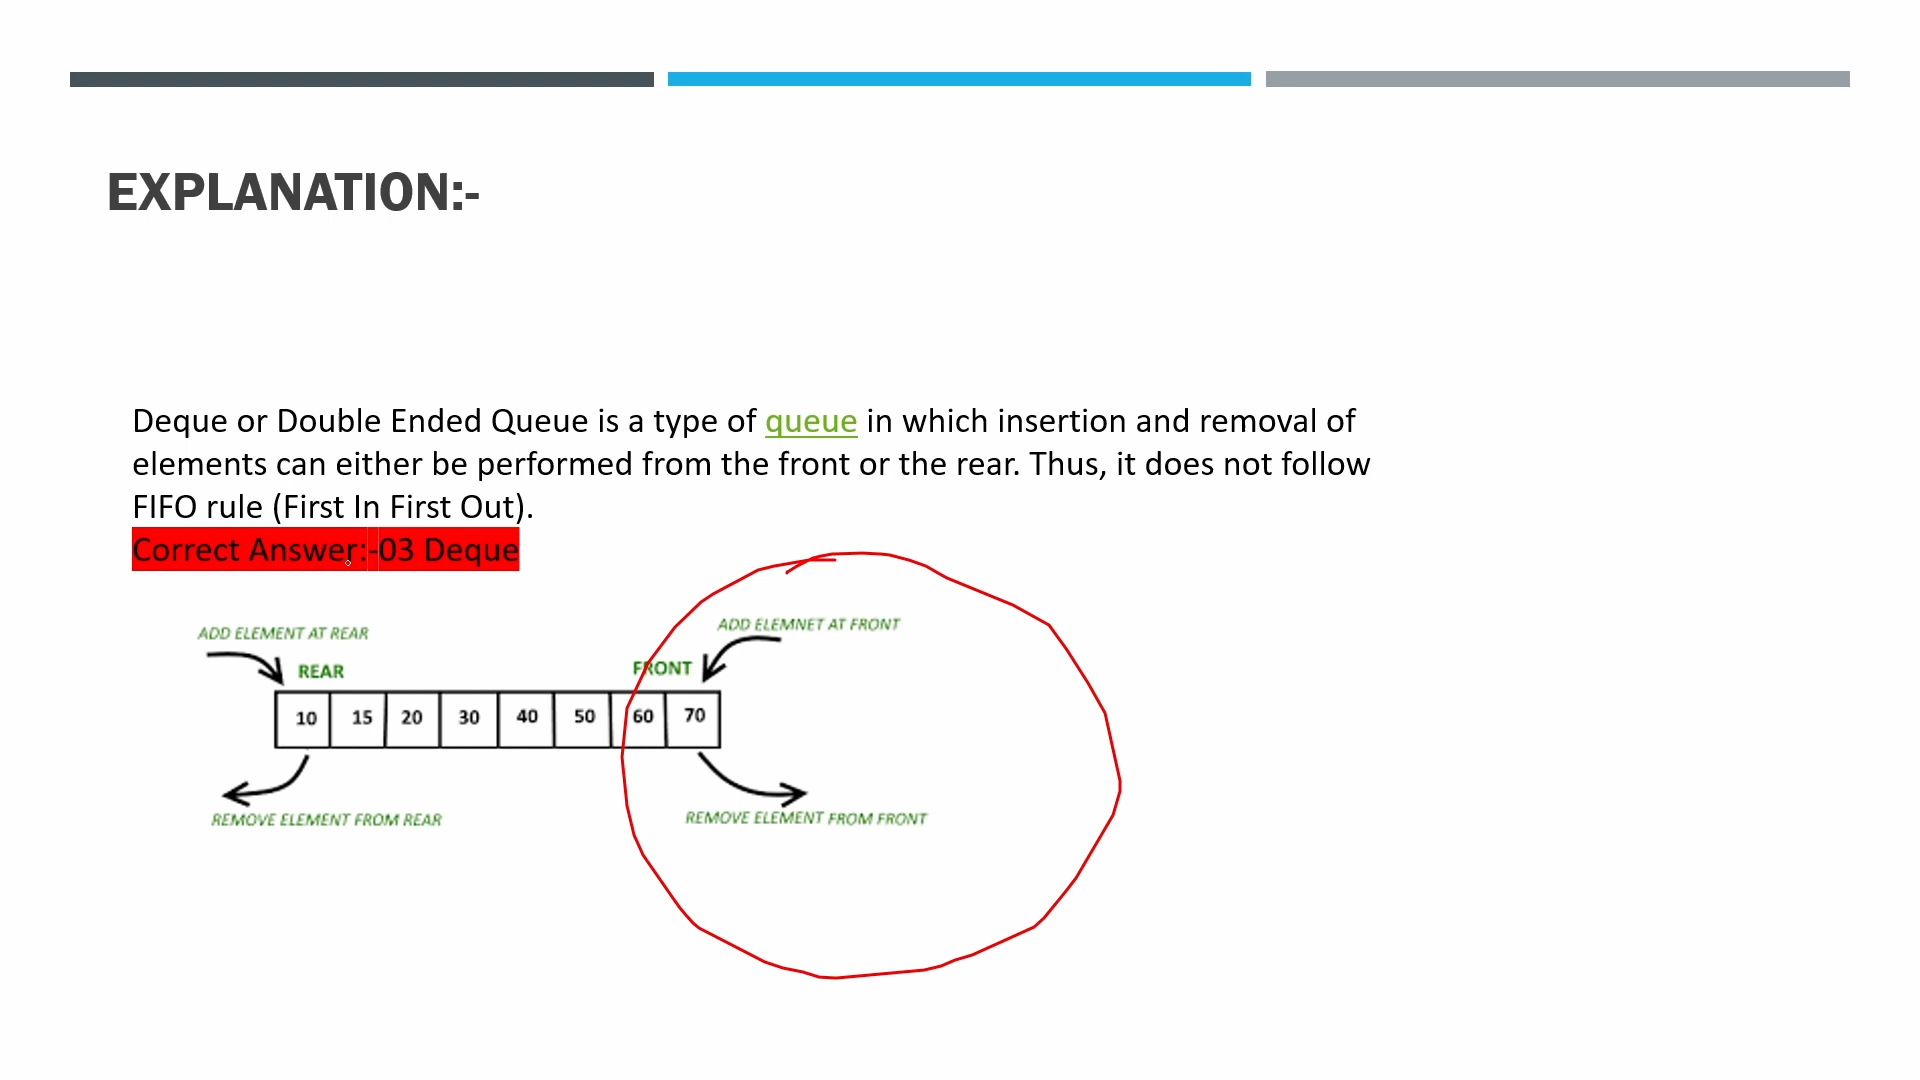 EXPLANATION:-
Deque or Double Ended Queue is a type of queue in which insertion and removal of
elements can either be performed from the front or the rear. Thus, it does not follow
FIFO rule (First In First Out).
Correct Answer:-03 Deque
ADD ELEMENT AT REAR
ADD ELEMNET AT FRONT
REAR
FRONT
10 15 20 30 40 50 60 70
REMOVE ELEMENT FROM REAR
REMOVE ELEMENT FROM FRONT